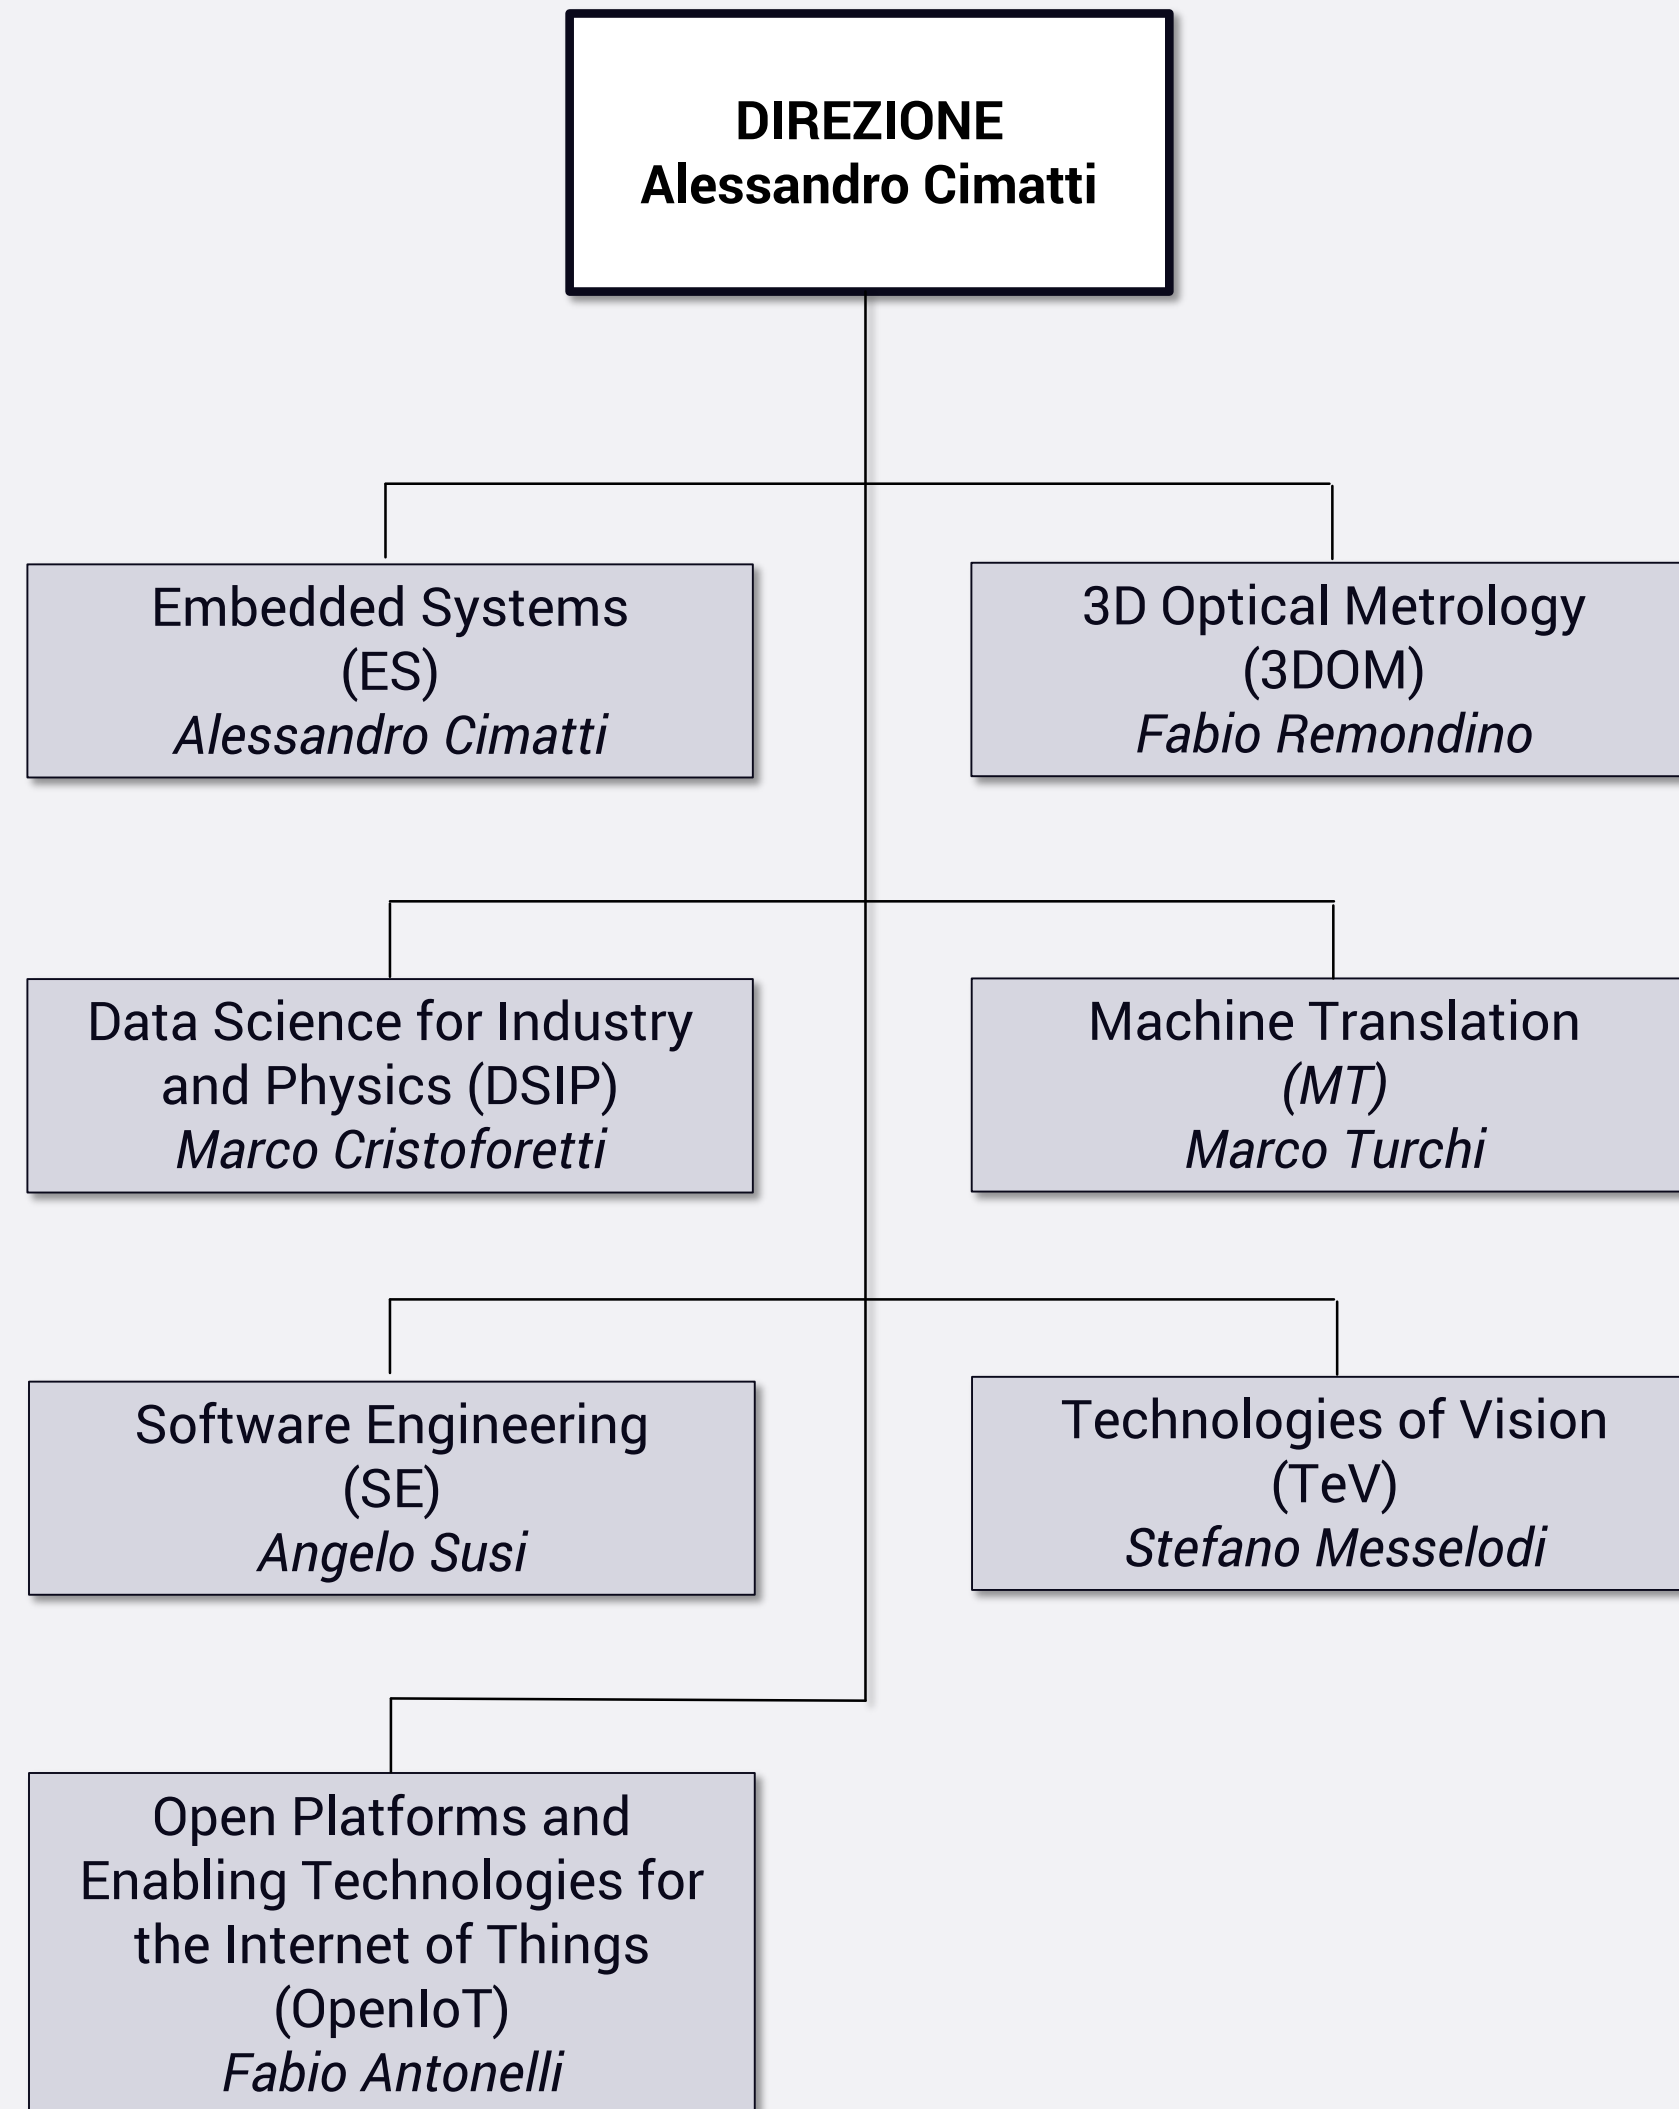 DIREZIONE
Alessandro Cimatti
Embedded Systems
(ES)
Alessandro Cimatti
3D Optical Metrology
(3DOM)
Fabio Remondino
Data Science for Industry
and Physics (DSIP)
Marco Cristoforetti
Machine Translation
(MT)
Marco Turchi
Software Engineering
(SE)
Angelo Susi
Technologies of Vision
(TeV)
Stefano Messelodi
Open Platforms and
Enabling Technologies for
the Internet of Things
(OpenIoT)
Fabio Antonelli